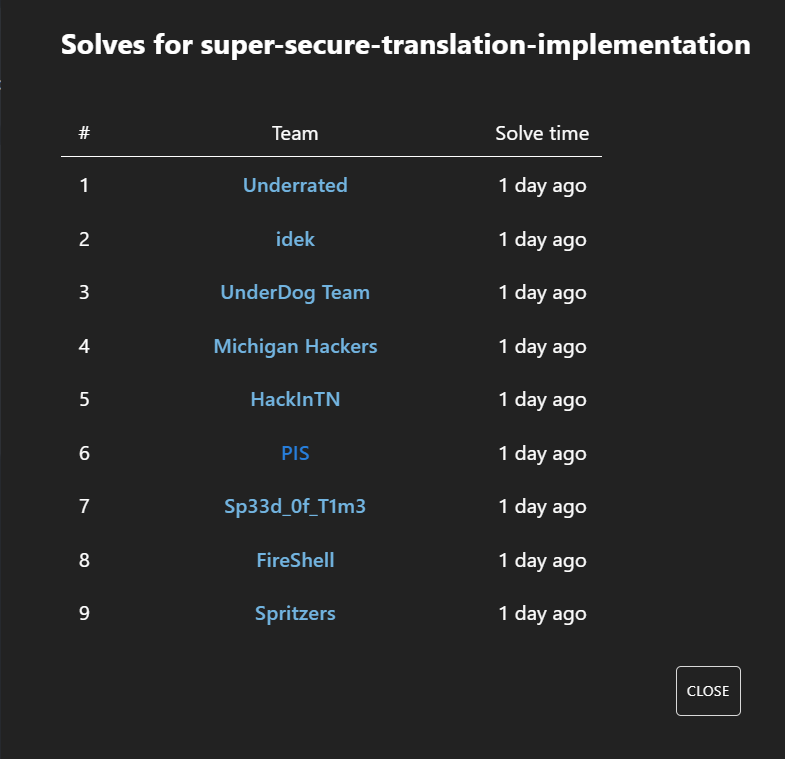 Solves for super-secure-translation-implementation
# Team Solve time
1 Underrated 1 day ago
2 idek 1 day ago
3 UnderDog Team 1 day ago
4 Michigan Hackers 1 day ago
5 HackInTN 1 day ago
6 PIS 1 day ago
7 Sp33d_0f_T1m3 1 day ago
8 FireShell 1 day ago
9 Spritzers 1 day ago
CLOSE